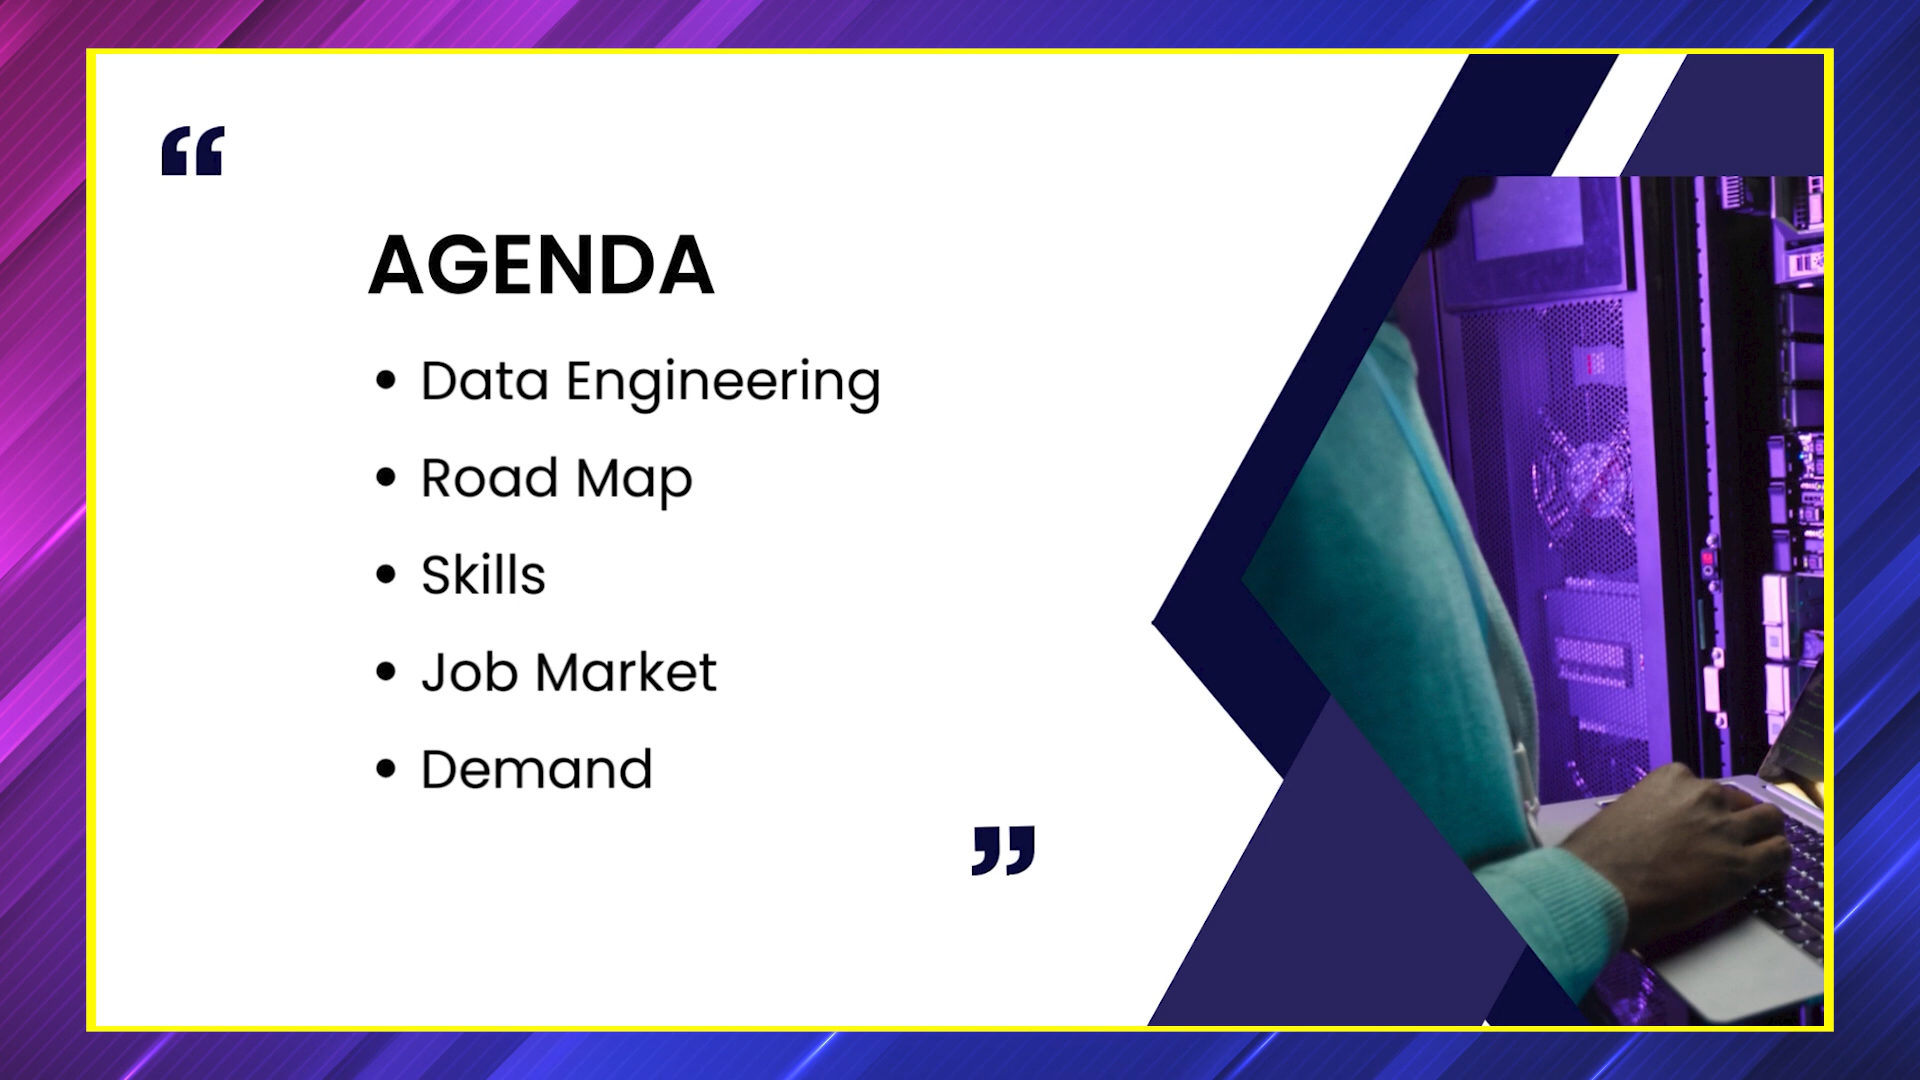 “
AGENDA
• Data Engineering
• Road Map
• Skills
• Job Market
• Demand
”